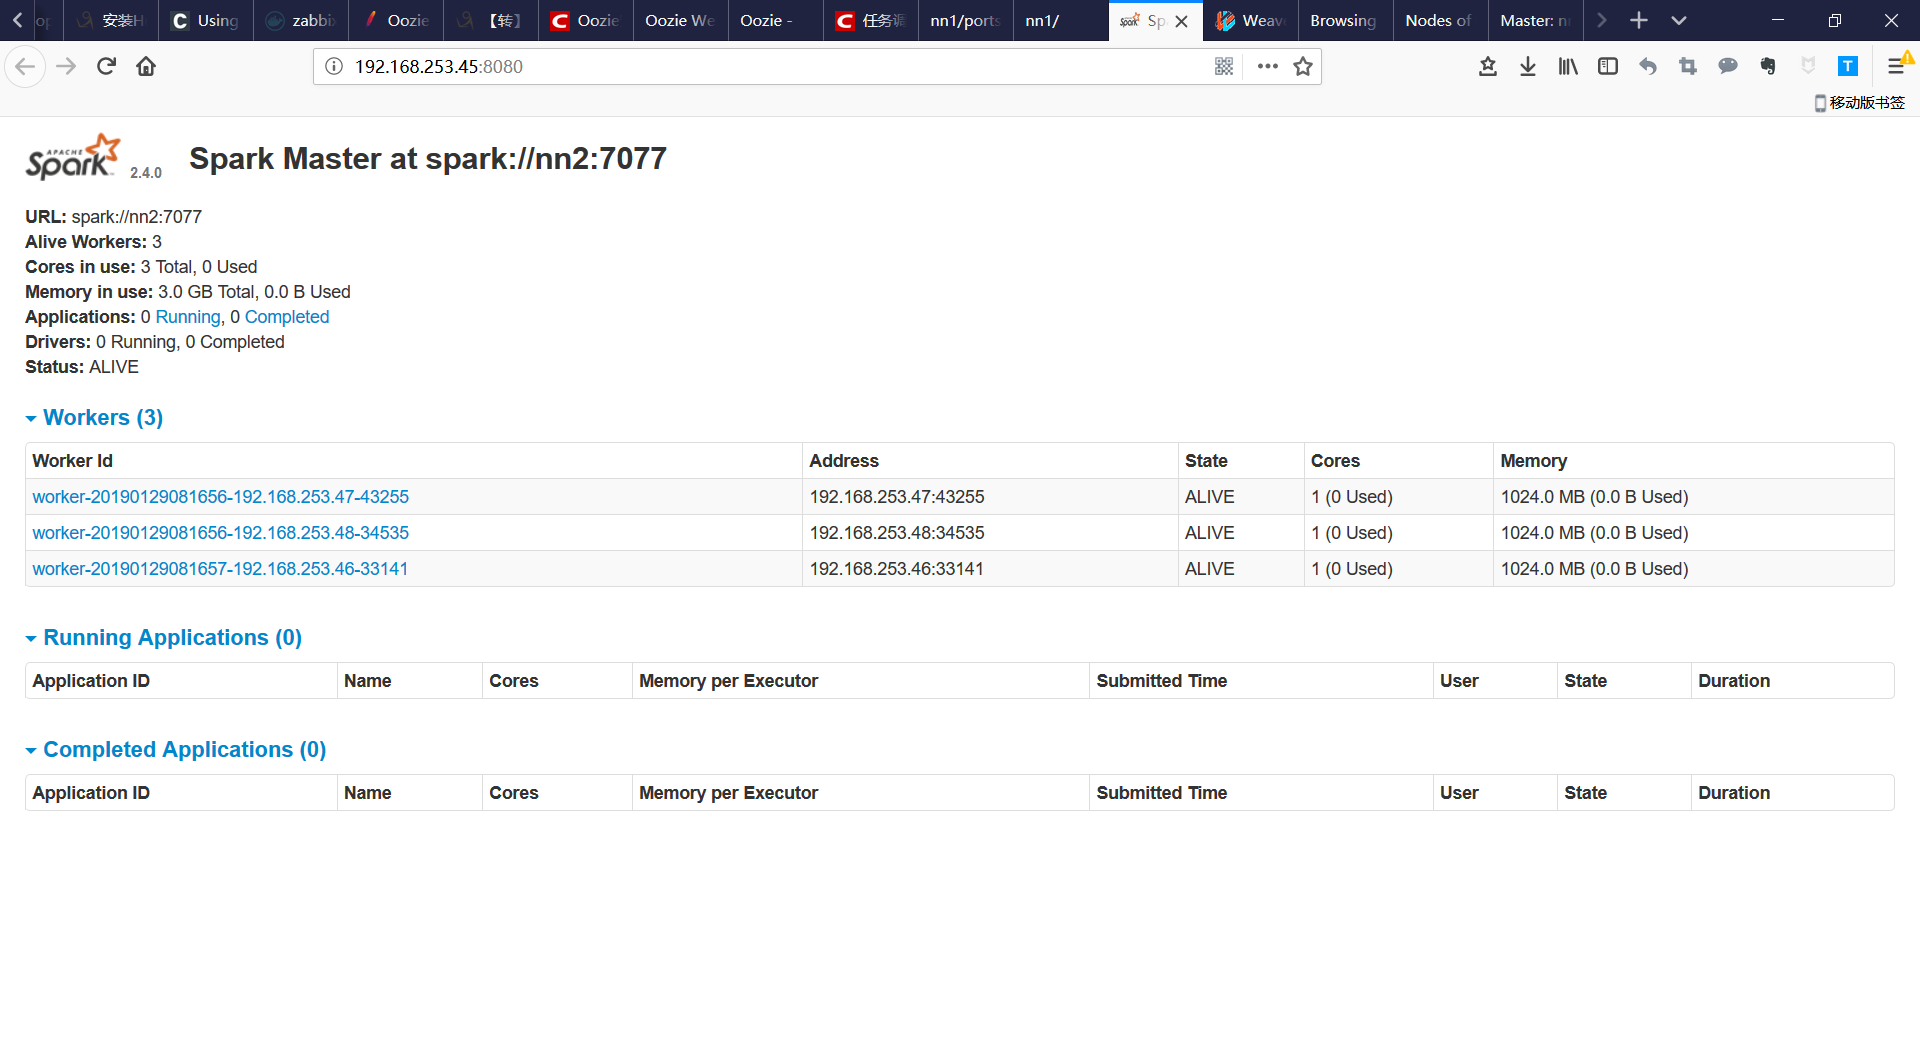 安装H Using zabbi Oozie 【转】 Oozie Oozie We Oozie - 任务调 nn1/ports nn1/ Sp Weav Browsing Nodes of Master: n
192.168.253.45:8080
T
移动版书签
APACHE Spark 2.4.0 Spark Master at spark://nn2:7077
URL: spark://nn2:7077
Alive Workers: 3
Cores in use: 3 Total, 0 Used
Memory in use: 3.0 GB Total, 0.0 B Used
Applications: 0 Running, 0 Completed
Drivers: 0 Running, 0 Completed
Status: ALIVE
Workers (3)
Worker Id Address State Cores Memory
worker-20190129081656-192.168.253.47-43255 192.168.253.47:43255 ALIVE 1 (0 Used) 1024.0 MB (0.0 B Used)
worker-20190129081656-192.168.253.48-34535 192.168.253.48:34535 ALIVE 1 (0 Used) 1024.0 MB (0.0 B Used)
worker-20190129081657-192.168.253.46-33141 192.168.253.46:33141 ALIVE 1 (0 Used) 1024.0 MB (0.0 B Used)
Running Applications (0)
Application ID Name Cores Memory per Executor Submitted Time User State Duration
Completed Applications (0)
Application ID Name Cores Memory per Executor Submitted Time User State Duration